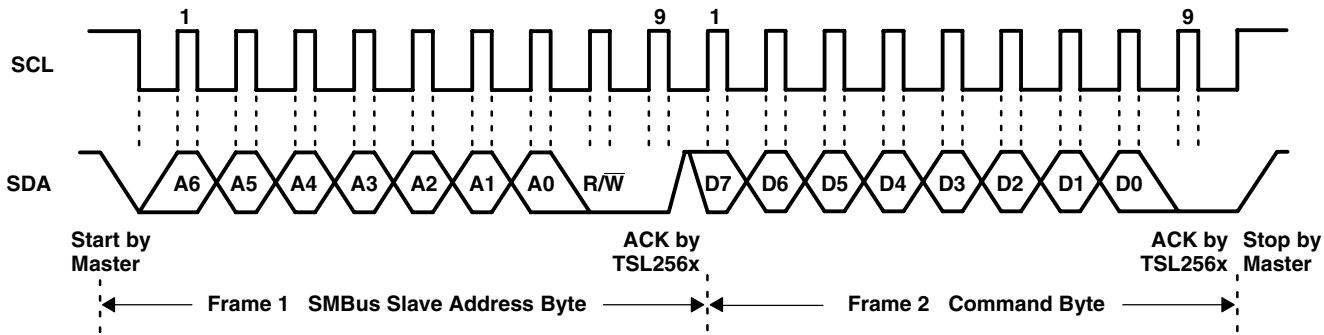 1 9 1 9
SCL
SDA
A6 A5 A4 A3 A2 A1 A0 R/W̅ D7 D6 D5 D4 D3 D2 D1 D0
Start by
Master
ACK by
TSL256x
ACK by
TSL256x
Stop by
Master
Frame 1 SMBus Slave Address Byte
Frame 2 Command Byte